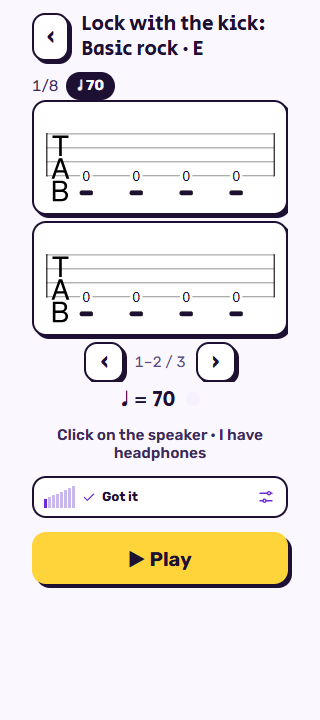 Lock with the kick:
Basic rock • E
1/8
♩ 70
T
A
B
0 0 0 0
T
A
B
0 0 0 0
1–2 / 3
♩ = 70
Click on the speaker • I have
headphones
Got it
▶ Play